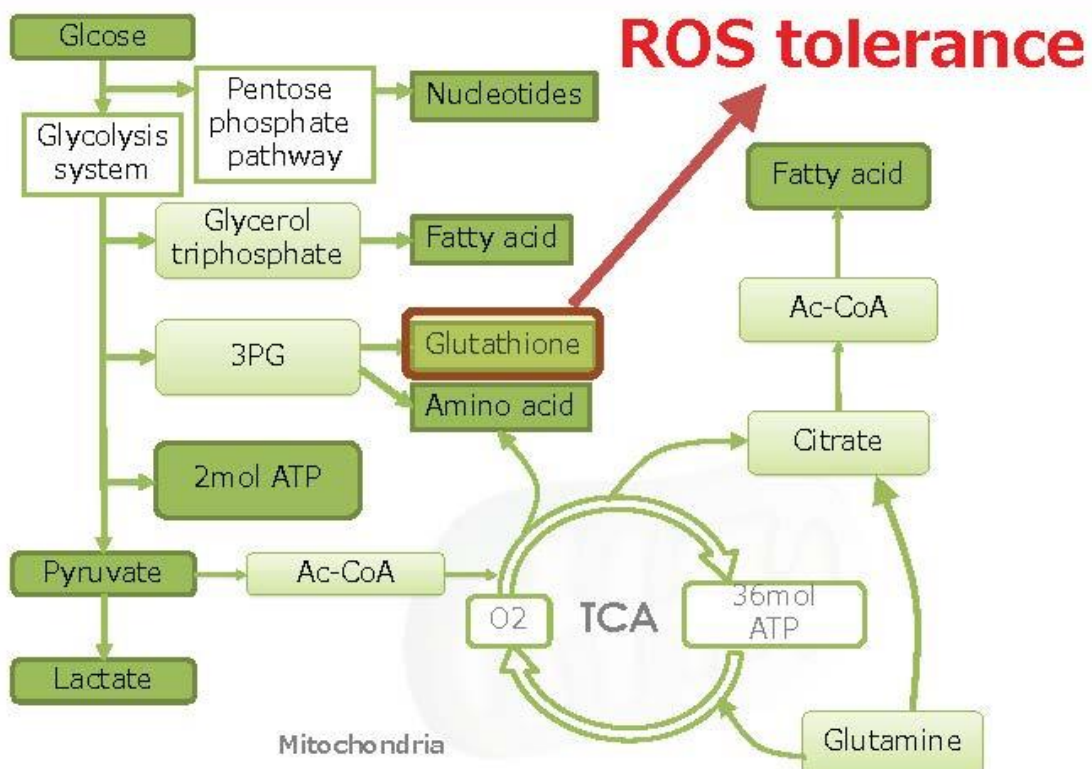 Glcose
ROS tolerance
Pentose
phosphate
pathway
Nucleotides
Glycolysis
system
Fatty acid
Glycerol
triphosphate
Fatty acid
Ac-CoA
3PG
Glutathione
Amino acid
Citrate
2mol ATP
Pyruvate
Ac-CoA
O2
TCA
36mol
ATP
Lactate
Mitochondria
Glutamine